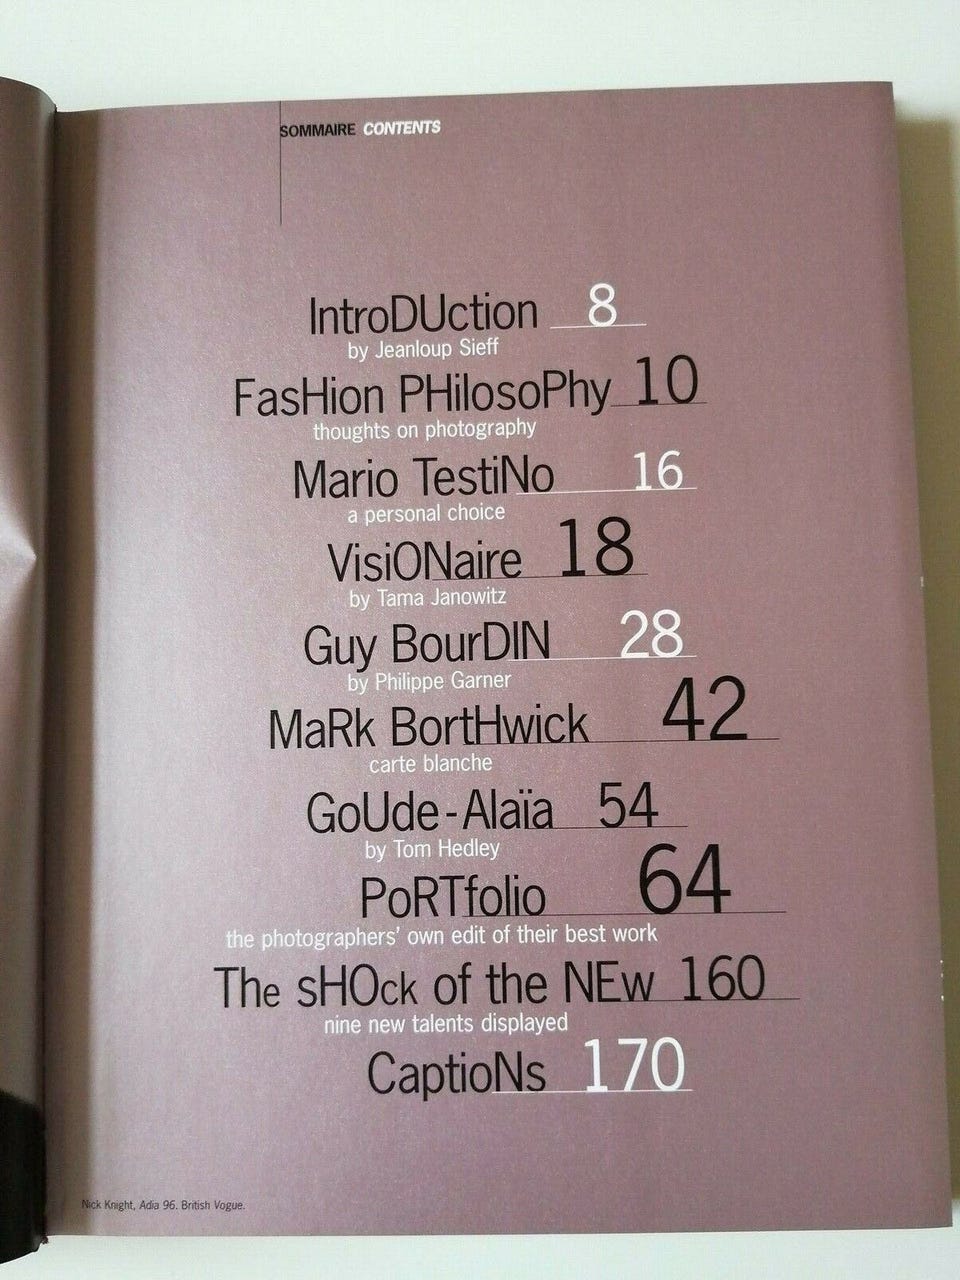 SOMMAIRE CONTENTS
IntroDUction 8
by Jeanloup Sieff
FasHion PHilosoPhy 10
thoughts on photography
Mario TestiNo 16
a personal choice
VisiONaire 18
by Tama Janowitz
Guy BourDIN 28
by Philippe Garner
MaRk BortHwick 42
carte blanche
GoUde-Alaïa 54
by Tom Hedley
PoRTfolio 64
the photographers' own edit of their best work
The sHOck of the NEw 160
nine new talents displayed
CaptioNs 170
Nick Knight, Adia 96. British Vogue.